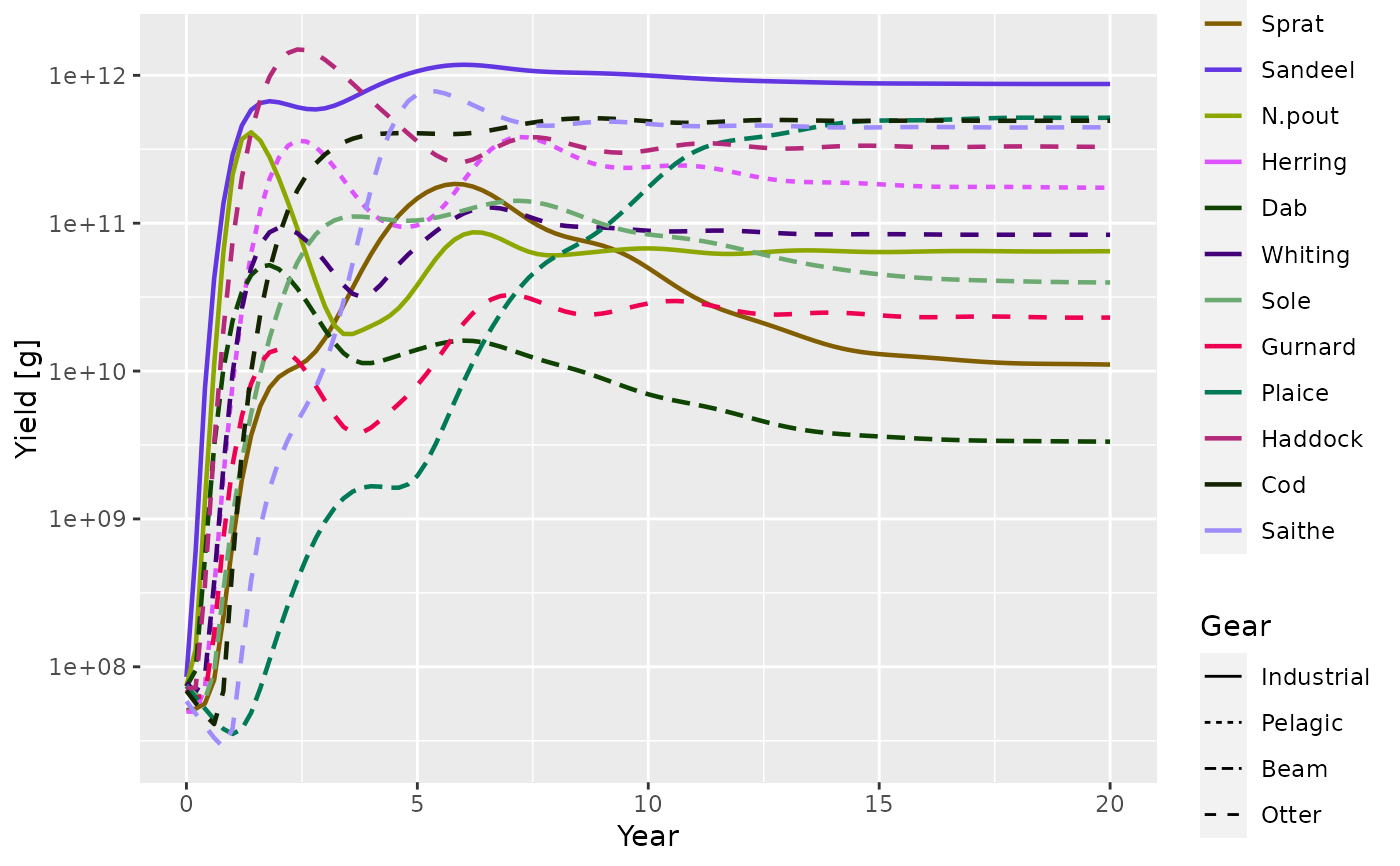 1e+12
1e+11
1e+10
1e+09
1e+08
Yield [g]
0 5 10 15 20
Year
Sprat
Sandeel
N.pout
Herring
Dab
Whiting
Sole
Gurnard
Plaice
Haddock
Cod
Saithe
Gear
Industrial
Pelagic
Beam
Otter